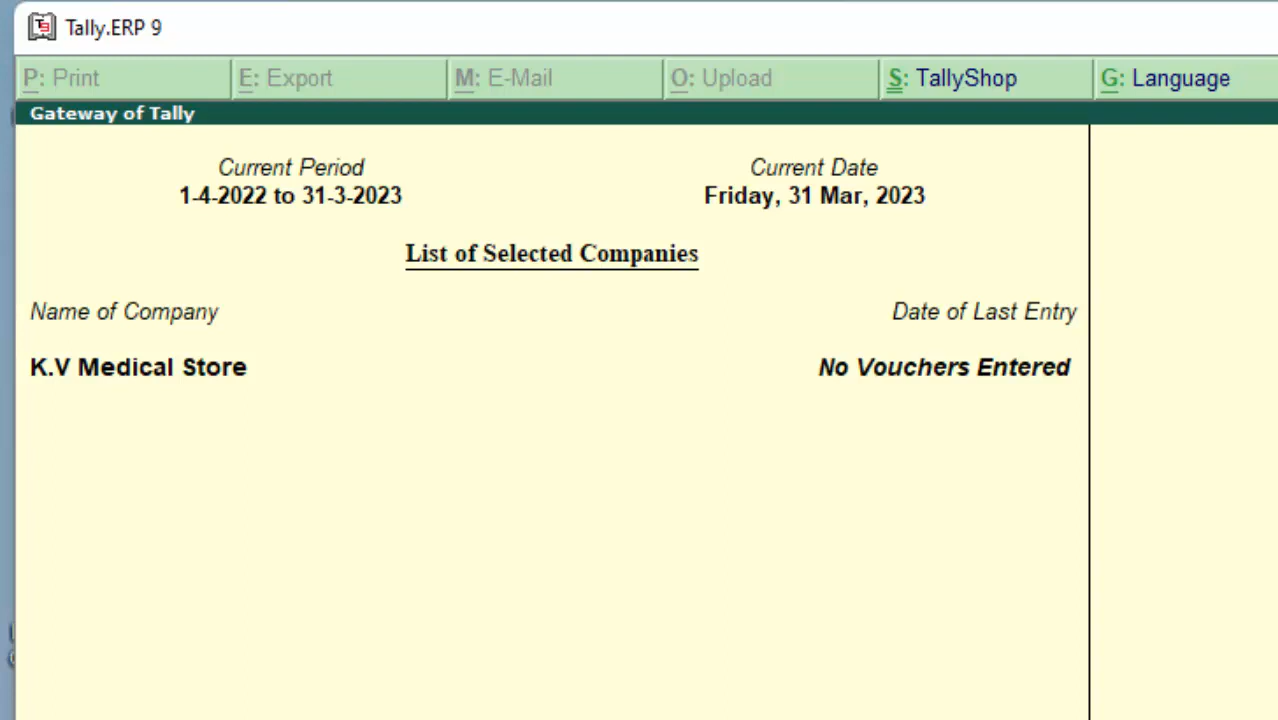 Tally.ERP 9
P: Print E: Export M: E-Mail O: Upload S: TallyShop G: Language
Gateway of Tally
Current Period Current Date
1-4-2022 to 31-3-2023 Friday, 31 Mar, 2023
List of Selected Companies
Name of Company Date of Last Entry
K.V Medical Store No Vouchers Entered